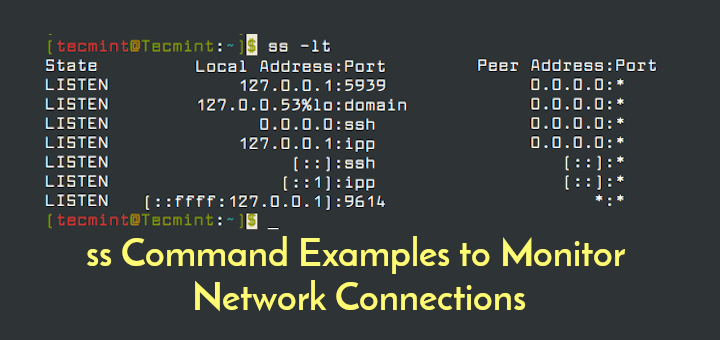 [tecmint@Tecmint:~]$ ss -lt
State Local Address:Port Peer Address:Port
LISTEN 127.0.0.1:5939 0.0.0.0:*
LISTEN 127.0.0.53%lo:domain 0.0.0.0:*
LISTEN 0.0.0.0:ssh 0.0.0.0:*
LISTEN 127.0.0.1:ipp 0.0.0.0:*
LISTEN [::]:ssh [::]:*
LISTEN [::1]:ipp [::]:*
LISTEN [::ffff:127.0.0.1]:9614 *:*
[tecmint@Tecmint:~]$ _
ss Command Examples to Monitor
Network Connections